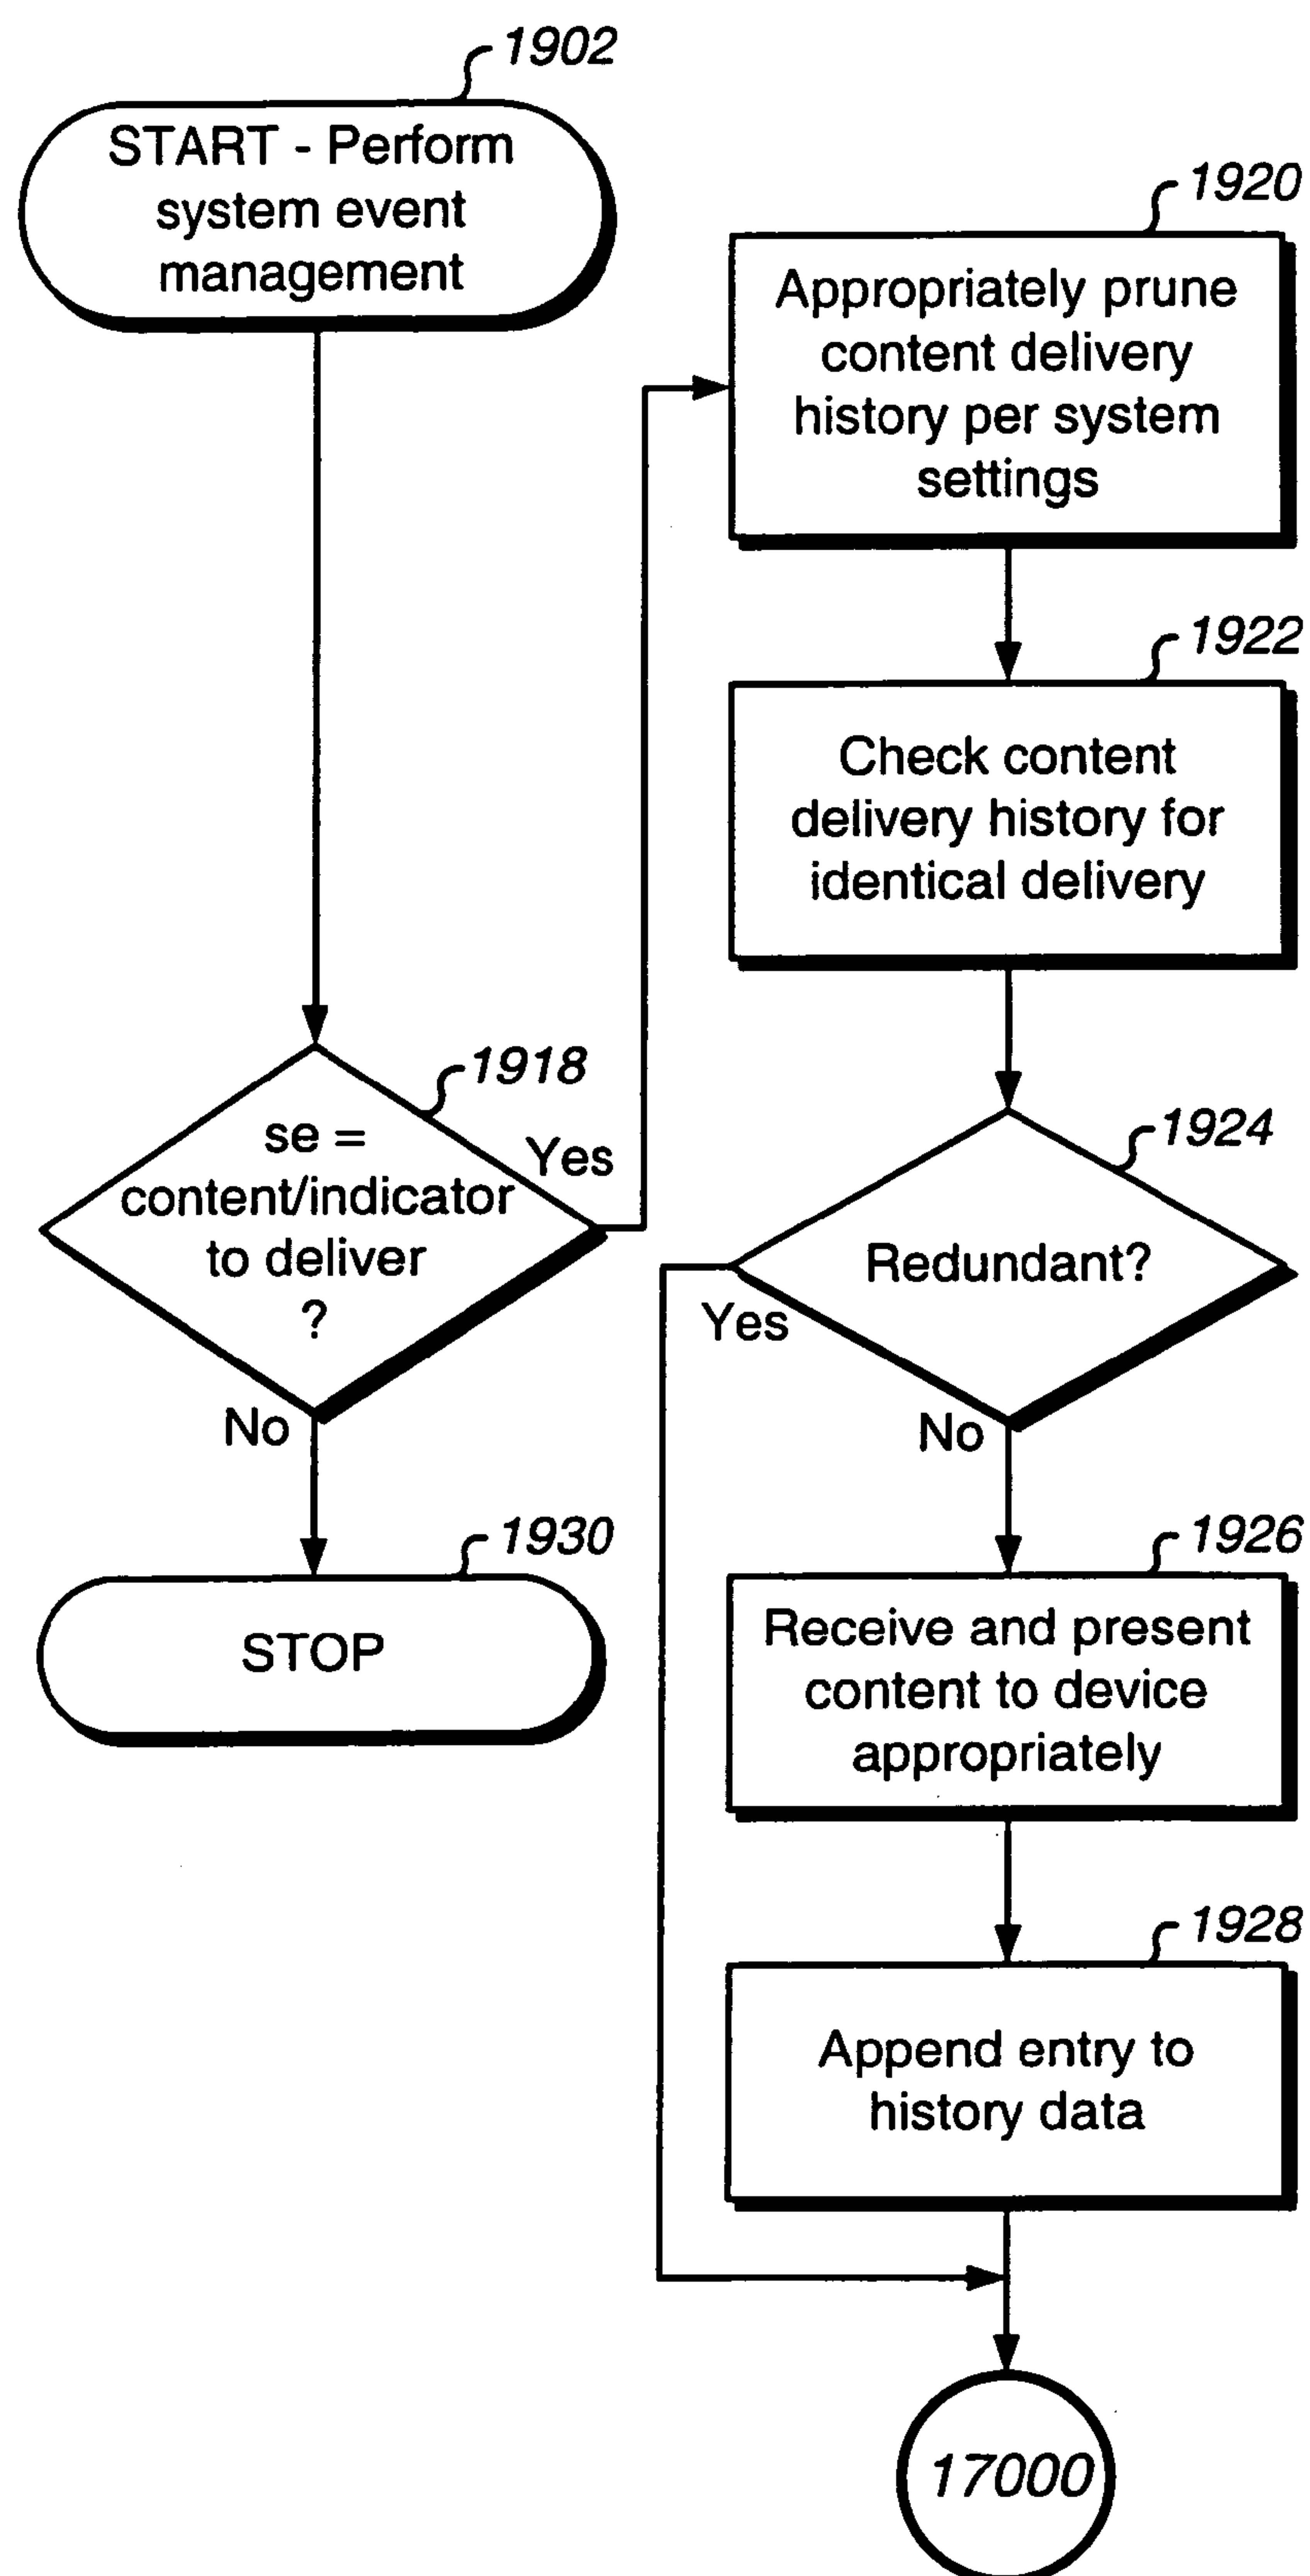 1902
START - Perform
system event
management
1918
se =
content/indicator
to deliver
?
Yes
No
1930
STOP
1920
Appropriately prune
content delivery
history per system
settings
1922
Check content
delivery history for
identical delivery
1924
Redundant?
Yes
No
1926
Receive and present
content to device
appropriately
1928
Append entry to
history data
17000